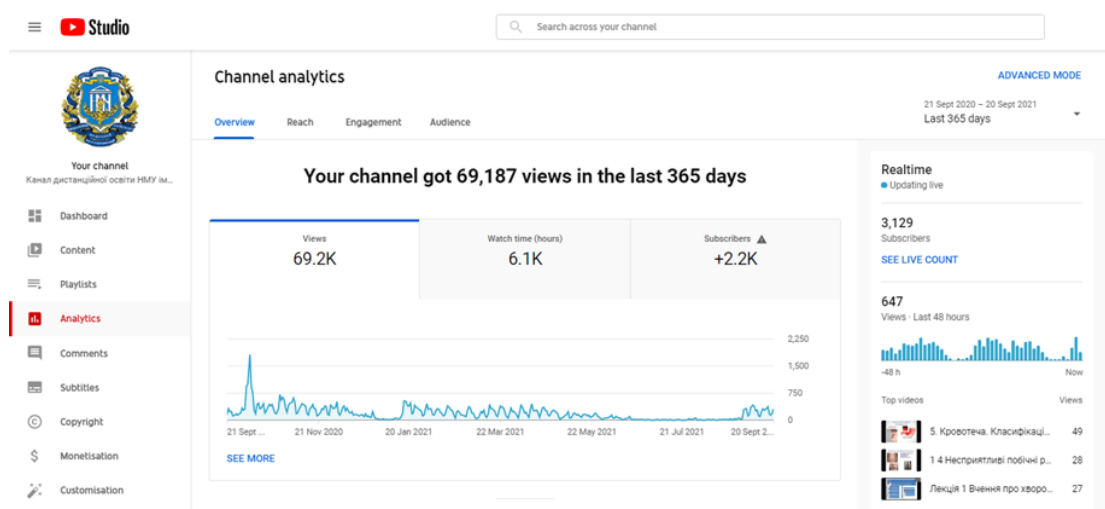 Studio
Search across your channel
Your channel
Канал дистанційної освіти НМУ ім...
Dashboard
Content
Playlists
Analytics
Comments
Subtitles
Copyright
Monetisation
Customisation
Channel analytics
ADVANCED MODE
21 Sept 2020 – 20 Sept 2021
Last 365 days
Overview Reach Engagement Audience
Your channel got 69,187 views in the last 365 days
Views
69.2K
Watch time (hours)
6.1K
Subscribers
+2.2K
2,250
1,500
750
0
21 Sept ... 21 Nov 2020 20 Jan 2021 22 Mar 2021 22 May 2021 21 Jul 2021 20 Sept 2...
SEE MORE
Realtime
Updating live
3,129
Subscribers
SEE LIVE COUNT
647
Views · Last 48 hours
-48 h Now
Top videos Views
5. Кровотеча. Класифікаці... 49
1 4 Несприятливі побічні р... 28
Лекція 1 Вчення про хворо... 27